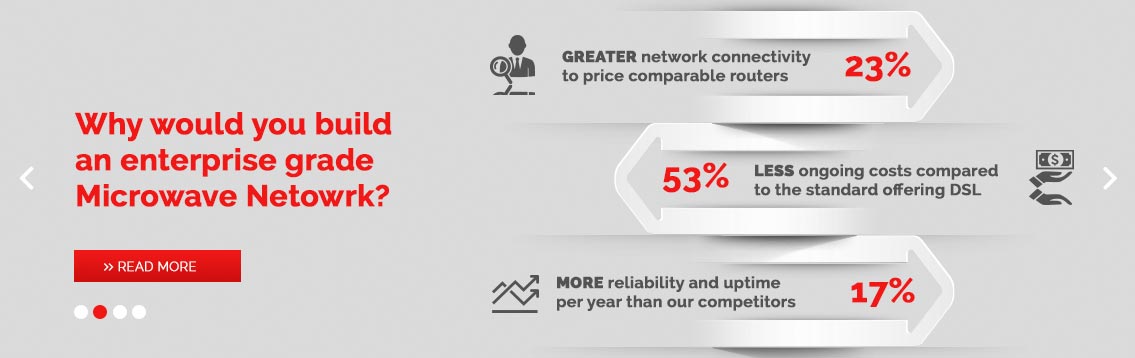 Why would you build
an enterprise grade
Microwave Netowrk?
» READ MORE
GREATER network connectivity
to price comparable routers
23%
53%
LESS ongoing costs compared
to the standard offering DSL
MORE reliability and uptime
per year than our competitors
17%